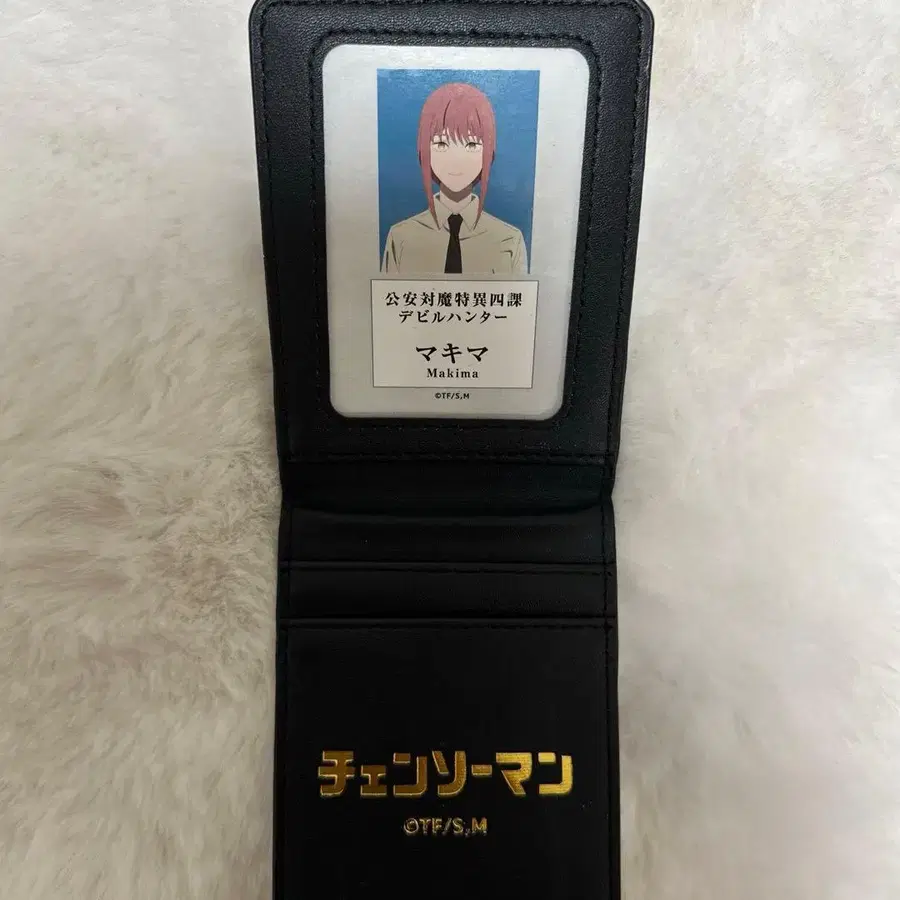 公安対魔特異四課
デビルハンター
マキマ
Makima
©TF/S,M
チェンソーマン
©TF/S,M